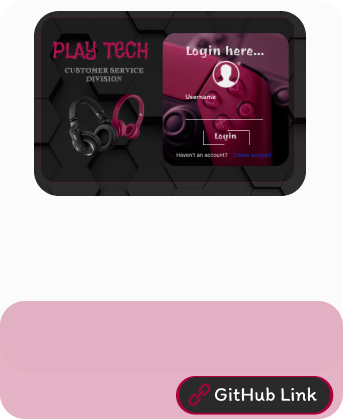 PLAY TECH
CUSTOMER SERVICE
DIVISION
Login here...
Username
Login
Haven't an account? Create account
GitHub Link